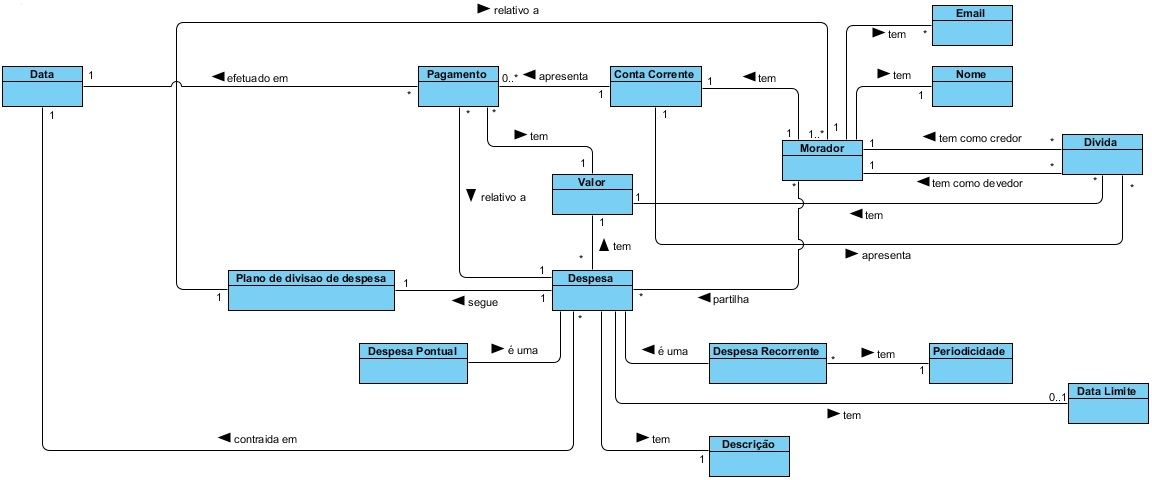 relativo a
Email
tem
*
Data
1
efetuado em
*
Pagamento
0..*
apresenta
1
Conta Corrente
1
tem
tem
Nome
1
1
1
1..*
1
Morador
1
tem como credor
*
Divida
1
tem como devedor
*
*
*
*
tem
1
Valor
1
tem
*
relativo a
1
tem
*
apresenta
1
Plano de divisao de despesa
1
segue
1
1
Despesa
*
partilha
*
*
Despesa Pontual
é uma
é uma
Despesa Recorrente
*
tem
1
Periodicidade
0..1
Data Limite
tem
contraida em
tem
1
Descrição